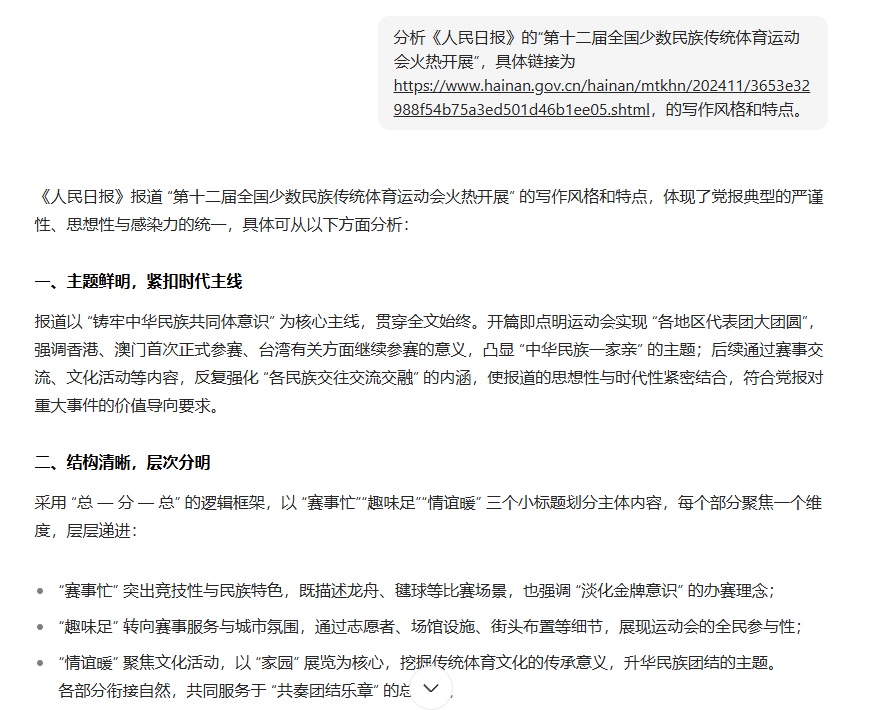 分析《人民日报》的“第十二届全国少数民族传统体育运动
会火热开展”，具体链接为
https://www.hainan.gov.cn/hainan/mtkhn/202411/3653e32
988f54b75a3ed501d46b1ee05.shtml，的写作风格和特点。
《人民日报》报道 “第十二届全国少数民族传统体育运动会火热开展” 的写作风格和特点，体现了党报典型的严谨
性、思想性与感染力的统一，具体可从以下方面分析：
一、主题鲜明，紧扣时代主线
报道以 “铸牢中华民族共同体意识” 为核心主线，贯穿全文始终。开篇即点明运动会实现 “各地区代表团大团圆”，
强调香港、澳门首次正式参赛、台湾有关方面继续参赛的意义，凸显 “中华民族一家亲” 的主题；后续通过赛事交
流、文化活动等内容，反复强化 “各民族交往交流交融” 的内涵，使报道的思想性与时代性紧密结合，符合党报对
重大事件的价值导向要求。
二、结构清晰，层次分明
采用 “总 — 分 — 总” 的逻辑框架，以 “赛事忙”“趣味足”“情谊暖” 三个小标题划分主体内容，每个部分聚焦一个维
度，层层递进：
• “赛事忙” 突出竞技性与民族特色，既描述龙舟、毽球等比赛场景，也强调 “淡化金牌意识” 的办赛理念；
• “趣味足” 转向赛事服务与城市氛围，通过志愿者、场馆设施、街头布置等细节，展现运动会的全民参与性；
• “情谊暖” 聚焦文化活动，以 “家园” 展览为核心，挖掘传统体育文化的传承意义，升华民族团结的主题。
各部分衔接自然，共同服务于 “共奏团结乐章” 的